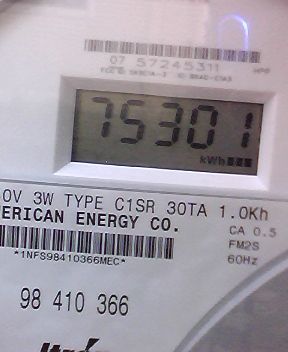 07 57245311
75301
kWh
0V 3W TYPE C1SR 30TA 1.0Kh
ERICAN ENERGY CO.
CA 0.5
FM2S
60Hz
*1NFS98410366MEC*
98 410 366